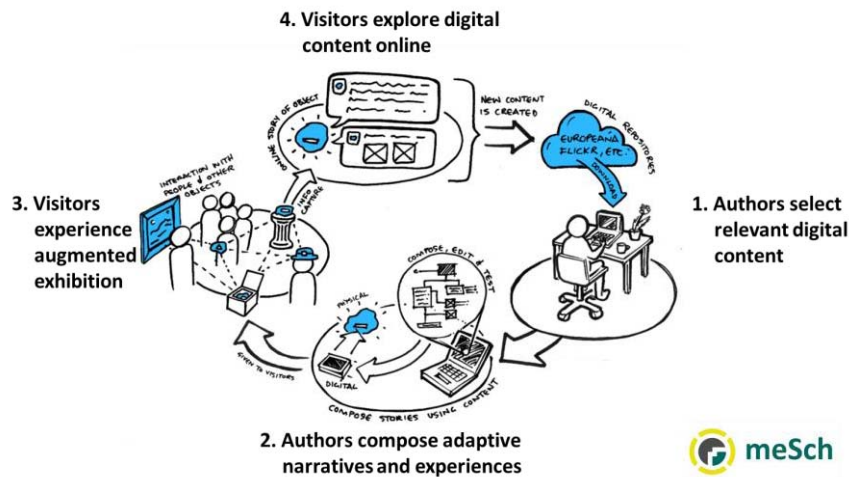 4. Visitors explore digital
content online
ONLINE STORY OF OBJECT
NEW CONTENT
IS CREATED
DIGITAL REPOSITORIES
EUROPEANA
FLICKR, ETC.
DOWNLOAD
INTERACTION WITH
PEOPLE & OTHER
OBJECTS
INFO
CAPTURE
3. Visitors
experience
augmented
exhibition
1. Authors select
relevant digital
content
COMPOSE, EDIT & TEST
PHYSICAL
DIGITAL
GIVEN TO VISITORS
COMPOSE STORIES USING CONTENT
2. Authors compose adaptive
narratives and experiences
meSch